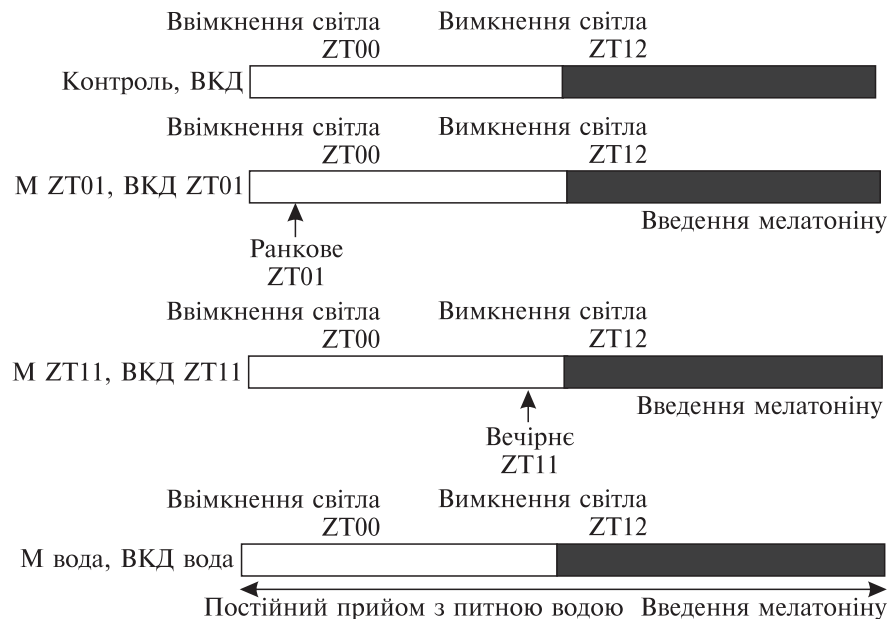 Ввімкнення світла Вимкнення світла
ZT00 ZT12
Контроль, ВКД
Ввімкнення світла Вимкнення світла
ZT00 ZT12
М ZT01, ВКД ZT01
Введення мелатоніну
Ранкове
ZT01
Ввімкнення світла Вимкнення світла
ZT00 ZT12
М ZT11, ВКД ZT11
Введення мелатоніну
Вечірнє
ZT11
Ввімкнення світла Вимкнення світла
ZT00 ZT12
М вода, ВКД вода
Постійний прийом з питною водою Введення мелатоніну